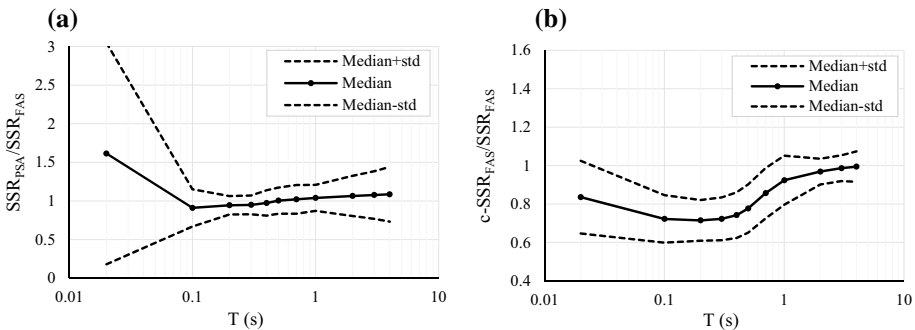 (a)
3
2.5
2
1.5
1
0.5
0
SSR_PSA/SSR_FAS
Median+std
Median
Median-std
0.01
0.1
1
10
T (s)
(b)
1.6
1.4
1.2
1
0.8
0.6
0.4
c-SSR_FAS/SSR_FAS
Median+std
Median
Median-std
0.01
0.1
1
10
T (s)